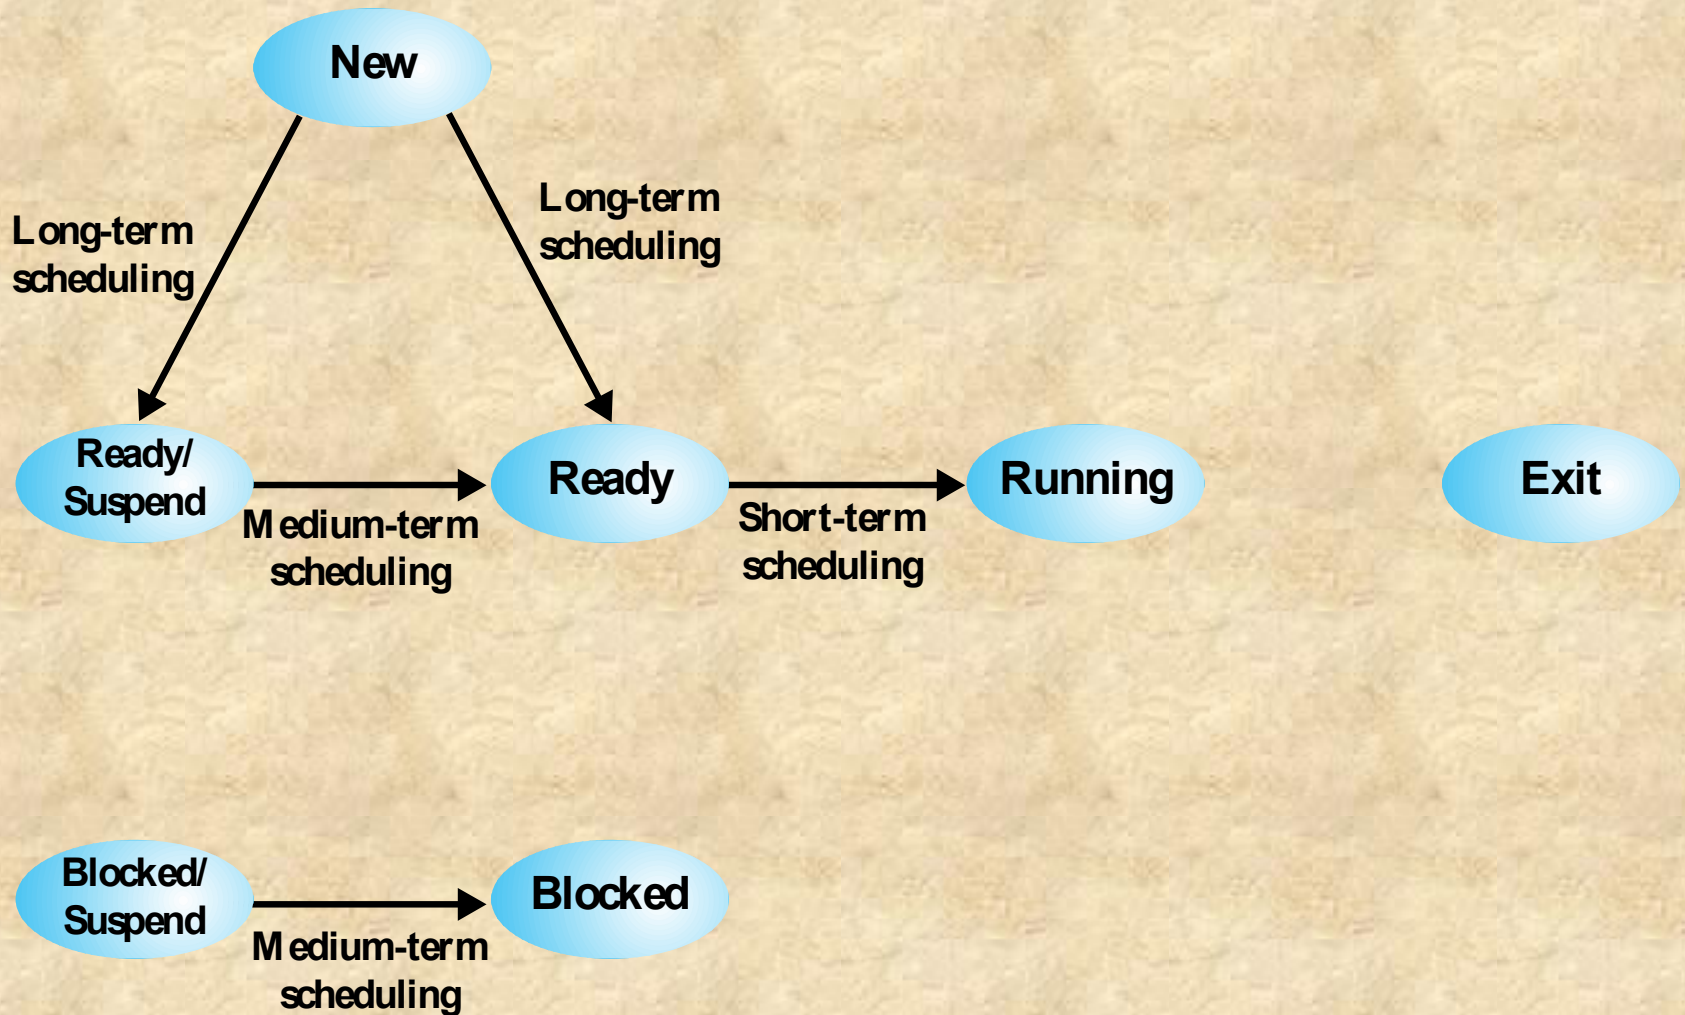 New
Long-term
scheduling
Long-term
scheduling
Ready/
Suspend
Medium-term
scheduling
Ready
Short-term
scheduling
Running
Exit
Blocked/
Suspend
Medium-term
scheduling
Blocked